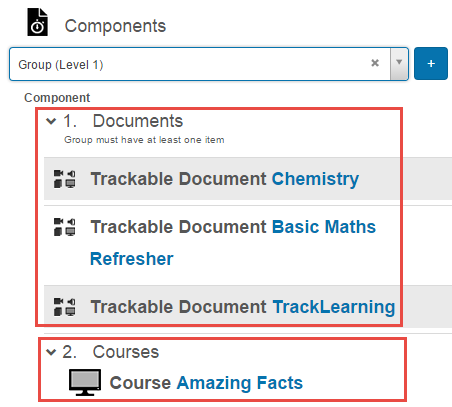 Components
Group (Level 1)
Component
1. Documents
Group must have at least one item
Trackable Document Chemistry
Trackable Document Basic Maths
Refresher
Trackable Document TrackLearning
2. Courses
Course Amazing Facts